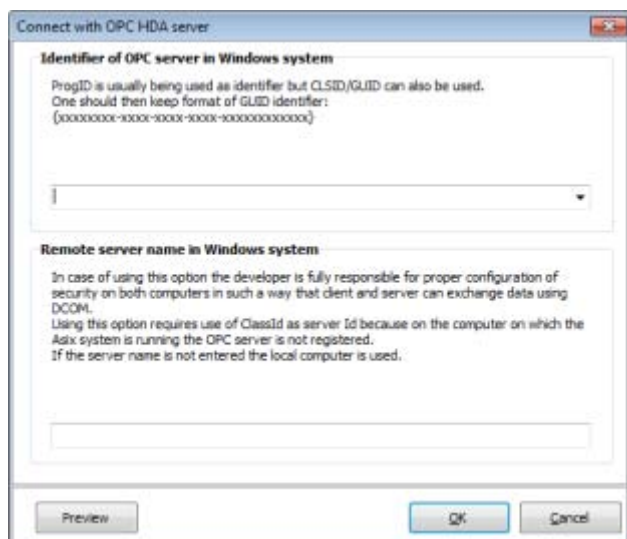 Connect with OPC HDA server
Identifier of OPC server in Windows system
ProgID is usually being used as identifier but CLSID/GUID can also be used.
One should then keep format of GUID identifier:
{xxxxxxxx-xxxx-xxxx-xxxx-xxxxxxxxxxxx}
Remote server name in Windows system
In case of using this option the developer is fully responsible for proper configuration of
security on both computers in such a way that client and server can exchange data using
DCOM.
Using this option requires use of ClassId as server Id because on the computer on which the
Asix system is running the OPC server is not registered.
If the server name is not entered the local computer is used.
Preview
OK
Cancel